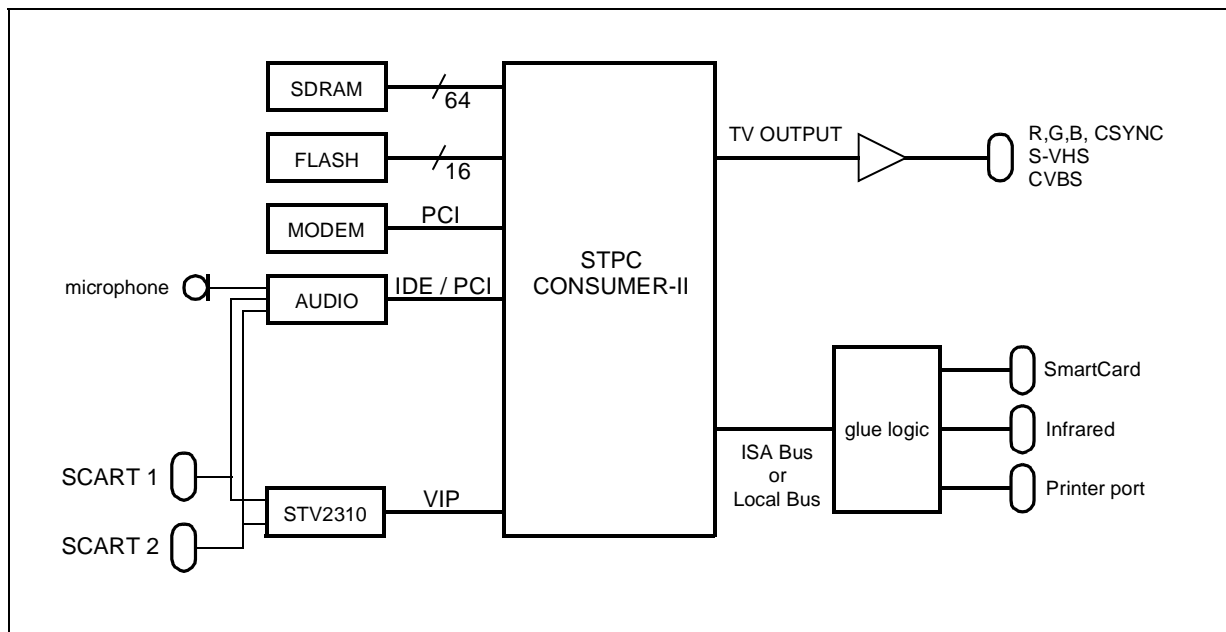 SDRAM
64
FLASH
16
MODEM
PCI
microphone
AUDIO
IDE / PCI
SCART 1
SCART 2
STV2310
VIP
STPC
CONSUMER-II
TV OUTPUT
R,G,B, CSYNC
S-VHS
CVBS
ISA Bus
or
Local Bus
glue logic
SmartCard
Infrared
Printer port